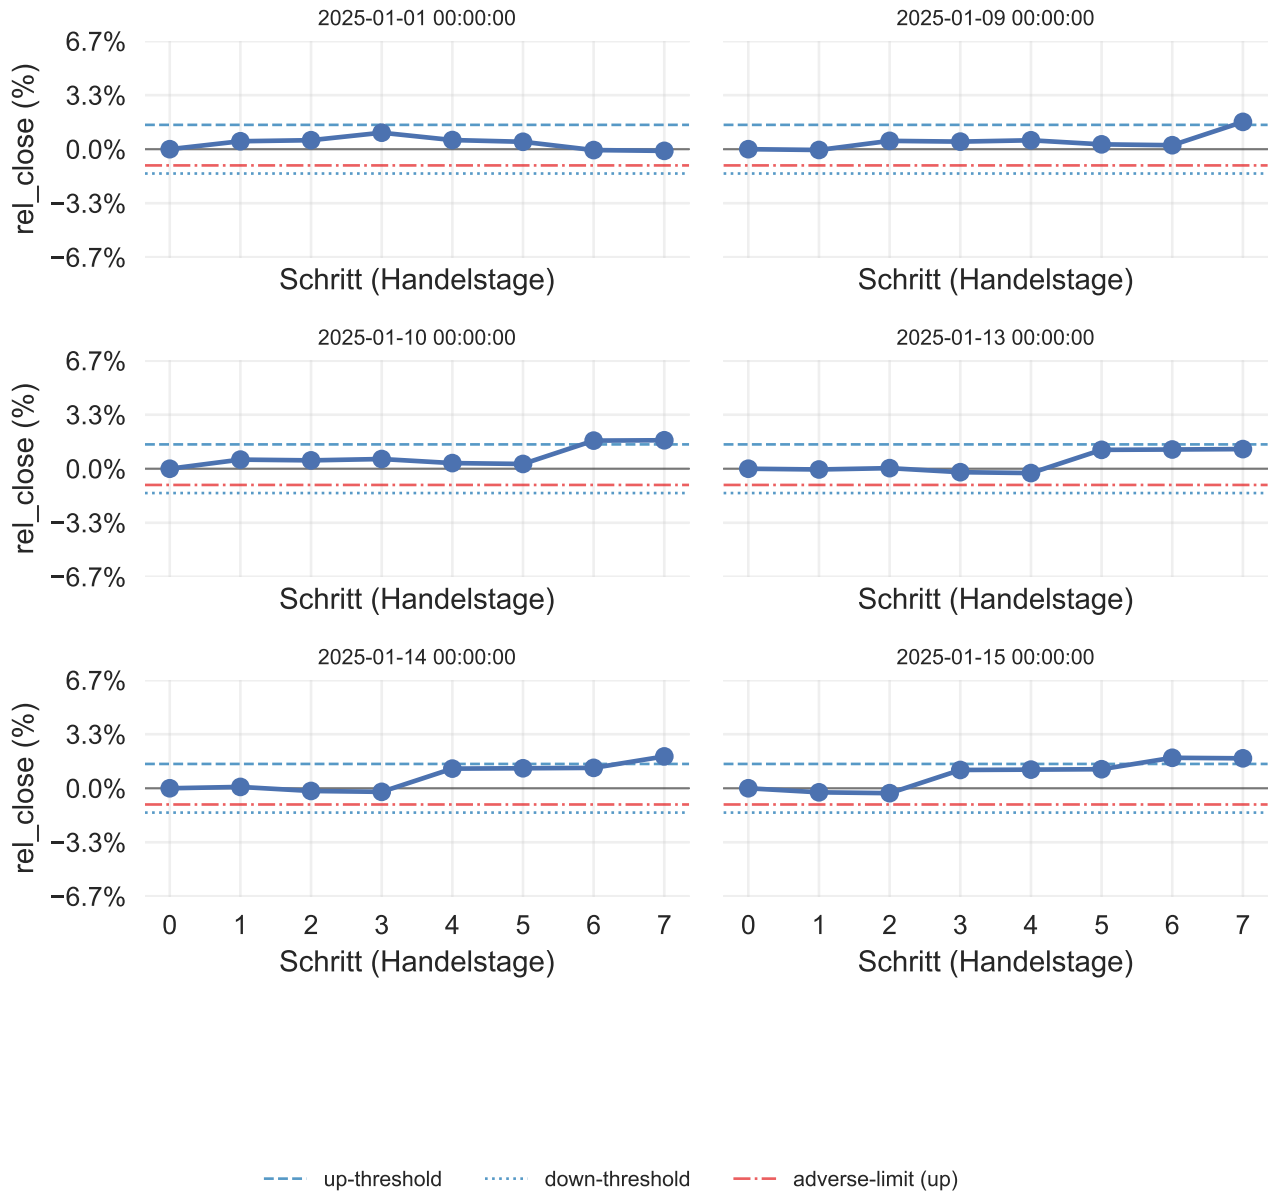 2025-01-01 00:00:00
2025-01-09 00:00:00
rel_close (%)
6.7%
3.3%
0.0%
−3.3%
−6.7%
Schritt (Handelstage)
Schritt (Handelstage)
2025-01-10 00:00:00
2025-01-13 00:00:00
rel_close (%)
6.7%
3.3%
0.0%
−3.3%
−6.7%
Schritt (Handelstage)
Schritt (Handelstage)
2025-01-14 00:00:00
2025-01-15 00:00:00
rel_close (%)
6.7%
3.3%
0.0%
−3.3%
−6.7%
0 1 2 3 4 5 6 7
0 1 2 3 4 5 6 7
Schritt (Handelstage)
Schritt (Handelstage)
up-threshold
down-threshold
adverse-limit (up)